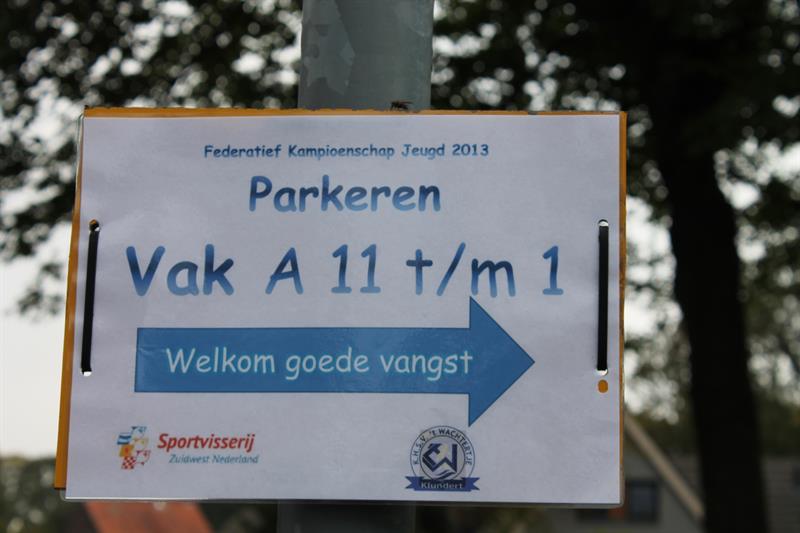 Federatief Kampioenschap Jeugd 2013
Parkeren
Vak A 11 t/m 1
Welkom goede vangst
Sportvisserij
Zuidwest Nederland
K.H.S.V. 't WACHTERTJE
Klundert